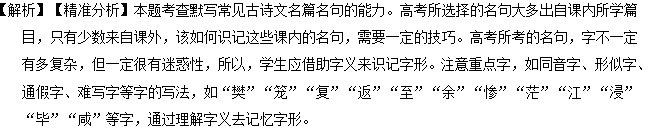 【解析】【精准分析】本题考查默写常见古诗文名篇名句的能力。高考所选择的名句大多出自课内所学篇
目，只有少数来自课外，该如何识记这些课内的名句，需要一定的技巧。高考所考的名句，字不一定
有多复杂，但一定很有迷惑性，所以，学生应借助字义来识记字形。注意重点字，如同音字、形似字、
通假字、难写字等字的写法，如“樊”“笼”“复”“返”“至”“余”“惨”“茫”“江”“浸”
“毕”“咸”等字，通过理解字义去记忆字形。